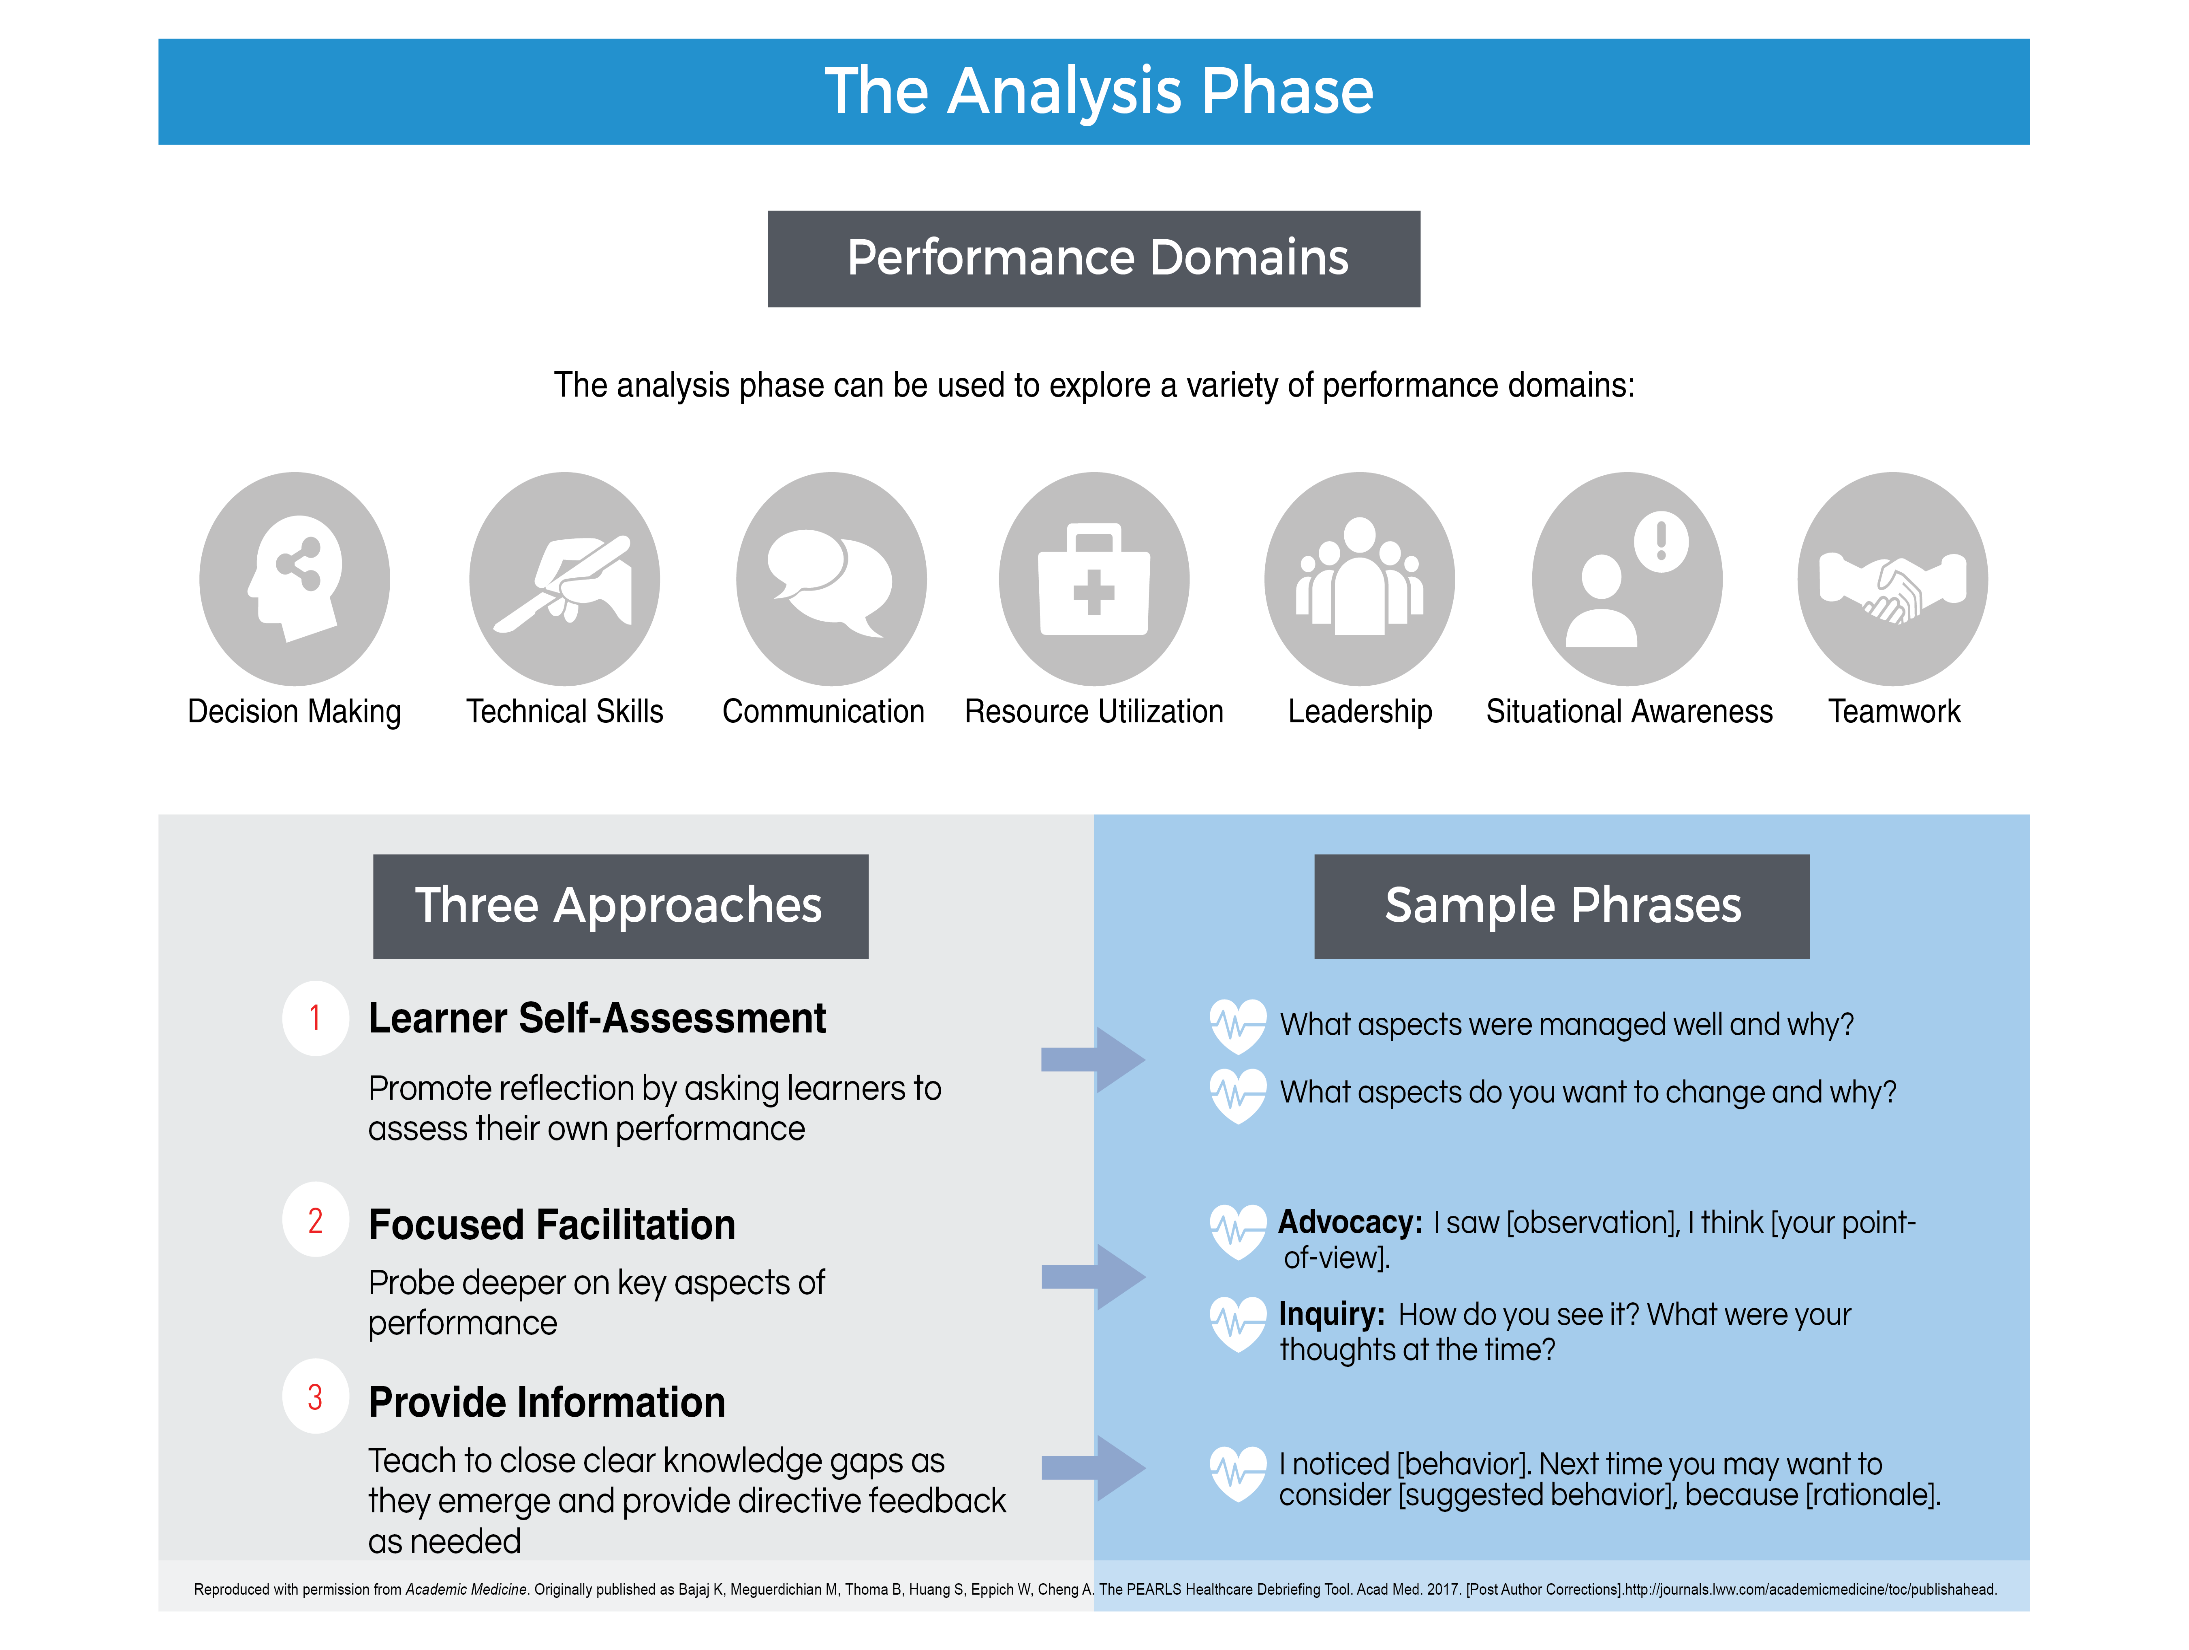 The Analysis Phase
Performance Domains
The analysis phase can be used to explore a variety of performance domains:
Decision Making
Technical Skills
Communication
Resource Utilization
Leadership
Situational Awareness
Teamwork
Three Approaches
1
Learner Self-Assessment
Promote reflection by asking learners to
assess their own performance
2
Focused Facilitation
Probe deeper on key aspects of
performance
3
Provide Information
Teach to close clear knowledge gaps as
they emerge and provide directive feedback
as needed
Sample Phrases
What aspects were managed well and why?
What aspects do you want to change and why?
Advocacy: I saw [observation], I think [your point-
of-view].
Inquiry: How do you see it? What were your
thoughts at the time?
I noticed [behavior]. Next time you may want to
consider [suggested behavior], because [rationale].
Reproduced with permission from Academic Medicine. Originally published as Bajaj K, Meguerdichian M, Thoma B, Huang S, Eppich W, Cheng A. The PEARLS Healthcare Debriefing Tool. Acad Med. 2017. [Post Author Corrections].http://journals.lww.com/academicmedicine/toc/publishahead.